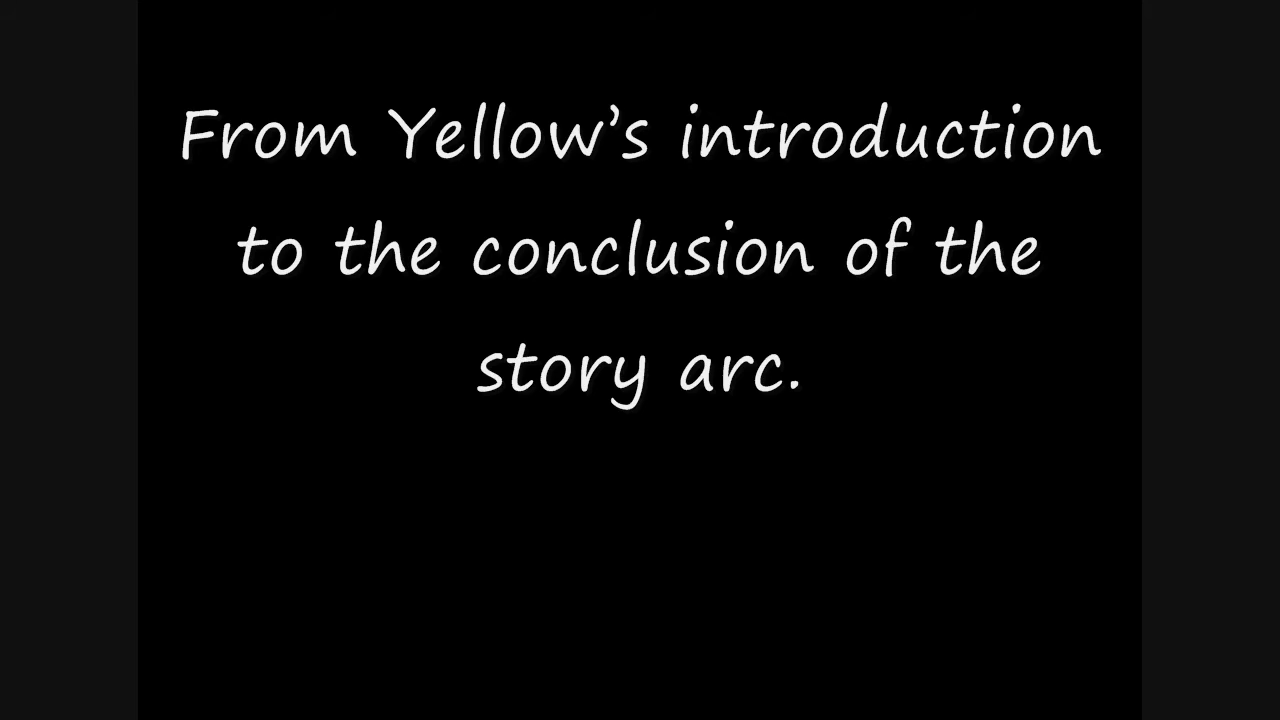 From Yellow’s introduction
to the conclusion of the
story arc.